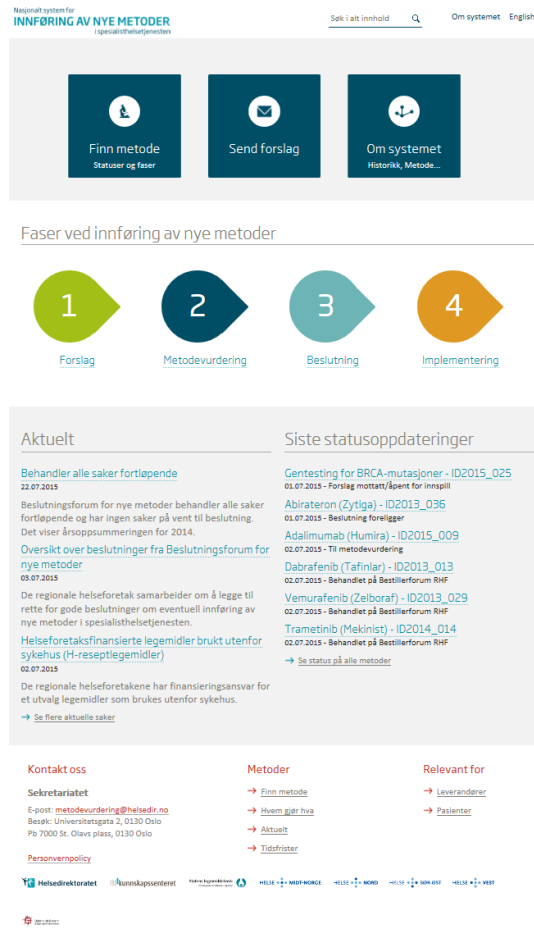 Nasjonalt system for
INNFØRING AV NYE METODER
i spesialisthelsetjenesten
Søk i alt innhold
Om systemet English
Finn metode
Statuser og faser
Send forslag
Om systemet
Historikk, Metode...
Faser ved innføring av nye metoder
1
Forslag
2
Metodevurdering
3
Beslutning
4
Implementering
Aktuelt
Behandler alle saker fortløpende
22.07.2015
Beslutningsforum for nye metoder behandler alle saker
fortløpende og har ingen saker på vent til beslutning.
Det viser årsoppsummeringen for 2014.
Oversikt over beslutninger fra Beslutningsforum for
nye metoder
03.07.2015
De regionale helseforetak samarbeider om å legge til
rette for gode beslutninger om eventuell innføring av
nye metoder i spesialisthelsetjenesten.
Helseforetaksfinansierte legemidler brukt utenfor
sykehus (H-reseptlegemidler)
02.07.2015
De regionale helseforetakene har finansieringsansvar for
et utvalg legemidler som brukes utenfor sykehus.
Se flere aktuelle saker
Siste statusoppdateringer
Gentesting for BRCA-mutasjoner - ID2015_025
01.07.2015 - Forslag mottatt/åpent for innspill
Abirateron (Zytiga) - ID2013_036
01.07.2015 - Beslutning foreligger
Adalimumab (Humira) - ID2015_009
02.07.2015 - Til metodevurdering
Dabrafenib (Tafinlar) - ID2013_013
02.07.2015 - Behandlet på Bestillerforum RHF
Vemurafenib (Zelboraf) - ID2013_029
02.07.2015 - Behandlet på Bestillerforum RHF
Trametinib (Mekinist) - ID2014_014
02.07.2015 - Behandlet på Bestillerforum RHF
Se status på alle metoder
Kontakt oss
Sekretariatet
E-post: metodevurdering@helsedir.no
Besøk: Universitetsgata 2, 0130 Oslo
Pb 7000 St. Olavs plass, 0130 Oslo
Personvernpolicy
Metoder
Finn metode
Hvem gjør hva
Aktuelt
Tidsfrister
Relevant for
Leverandører
Pasienter
Helsedirektoratet
kunnskapssenteret
Statens legemiddelverk
HELSE MIDT-NORGE
HELSE NORD
HELSE SØR-ØST
HELSE VEST